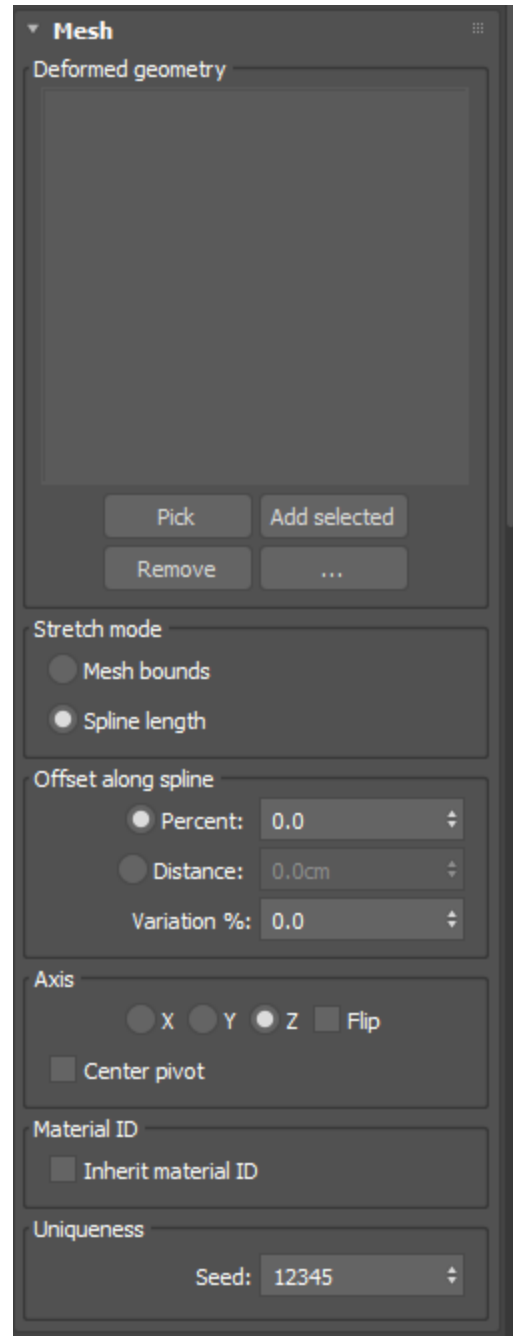 Mesh
Deformed geometry
Pick Add selected
Remove ...
Stretch mode
Mesh bounds
Spline length
Offset along spline
Percent: 0.0
Distance: 0.0cm
Variation %: 0.0
Axis
X Y Z Flip
Center pivot
Material ID
Inherit material ID
Uniqueness
Seed: 12345